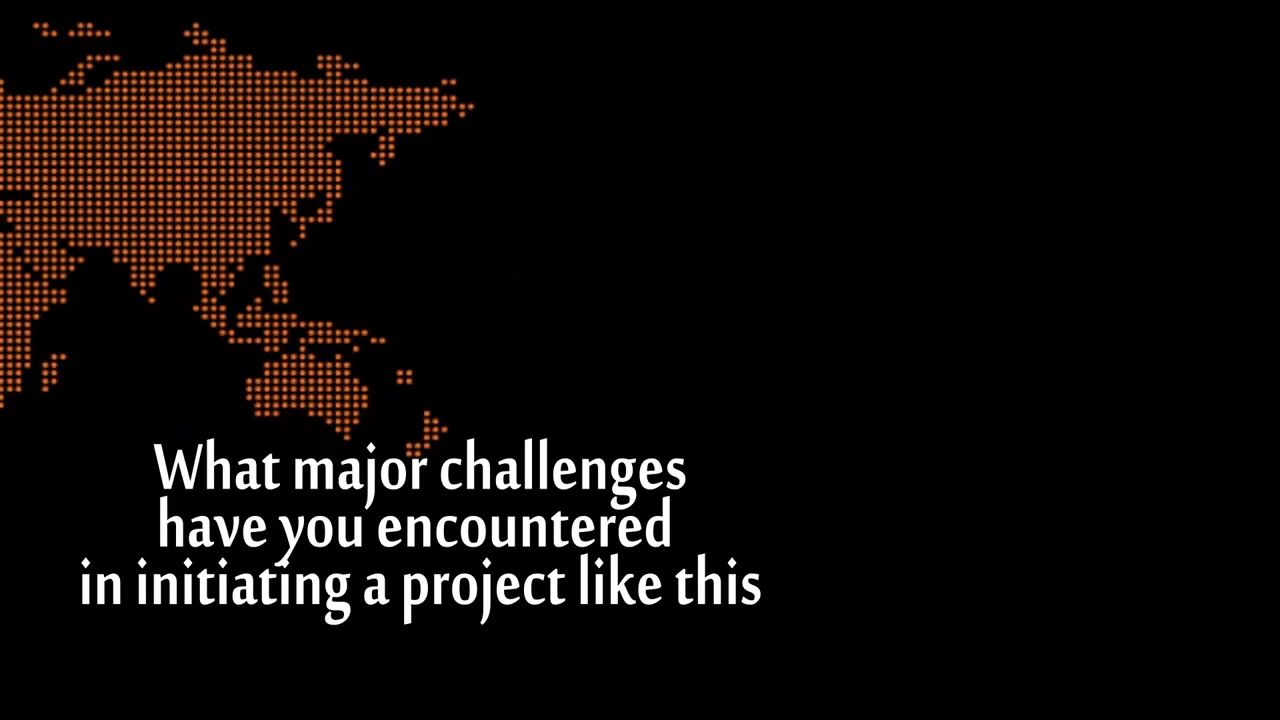 What major challenges
have you encountered
in initiating a project like this